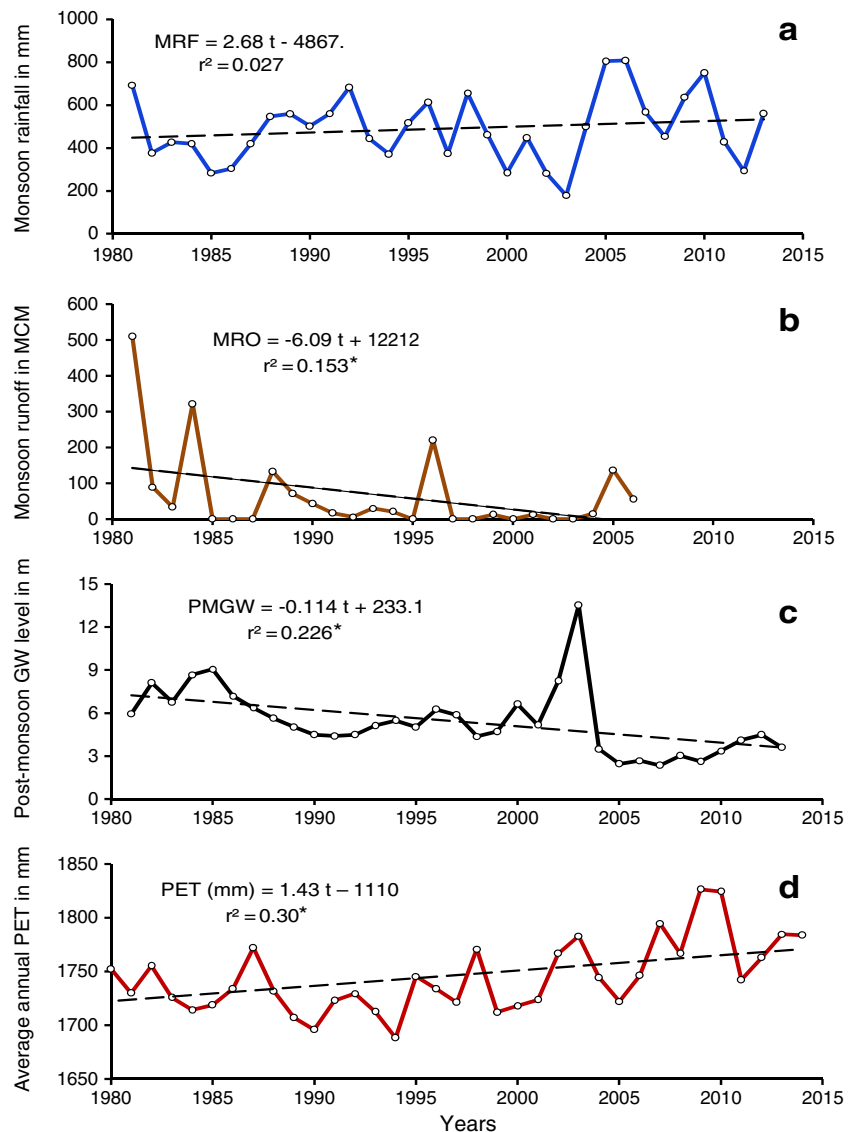 a
MRF = 2.68 t - 4867.
r² = 0.027
Monsoon rainfall in mm
1000
800
600
400
200
0
1980 1985 1990 1995 2000 2005 2010 2015
b
MRO = -6.09 t + 12212
r² = 0.153*
Monsoon runoff in MCM
600
500
400
300
200
100
0
1980 1985 1990 1995 2000 2005 2010 2015
c
PMGW = -0.114 t + 233.1
r² = 0.226*
Post-monsoon GW level in m
15
12
9
6
3
0
1980 1985 1990 1995 2000 2005 2010 2015
d
PET (mm) = 1.43 t – 1110
r² = 0.30*
Average annual PET in mm
1850
1800
1750
1700
1650
1980 1985 1990 1995 2000 2005 2010 2015
Years